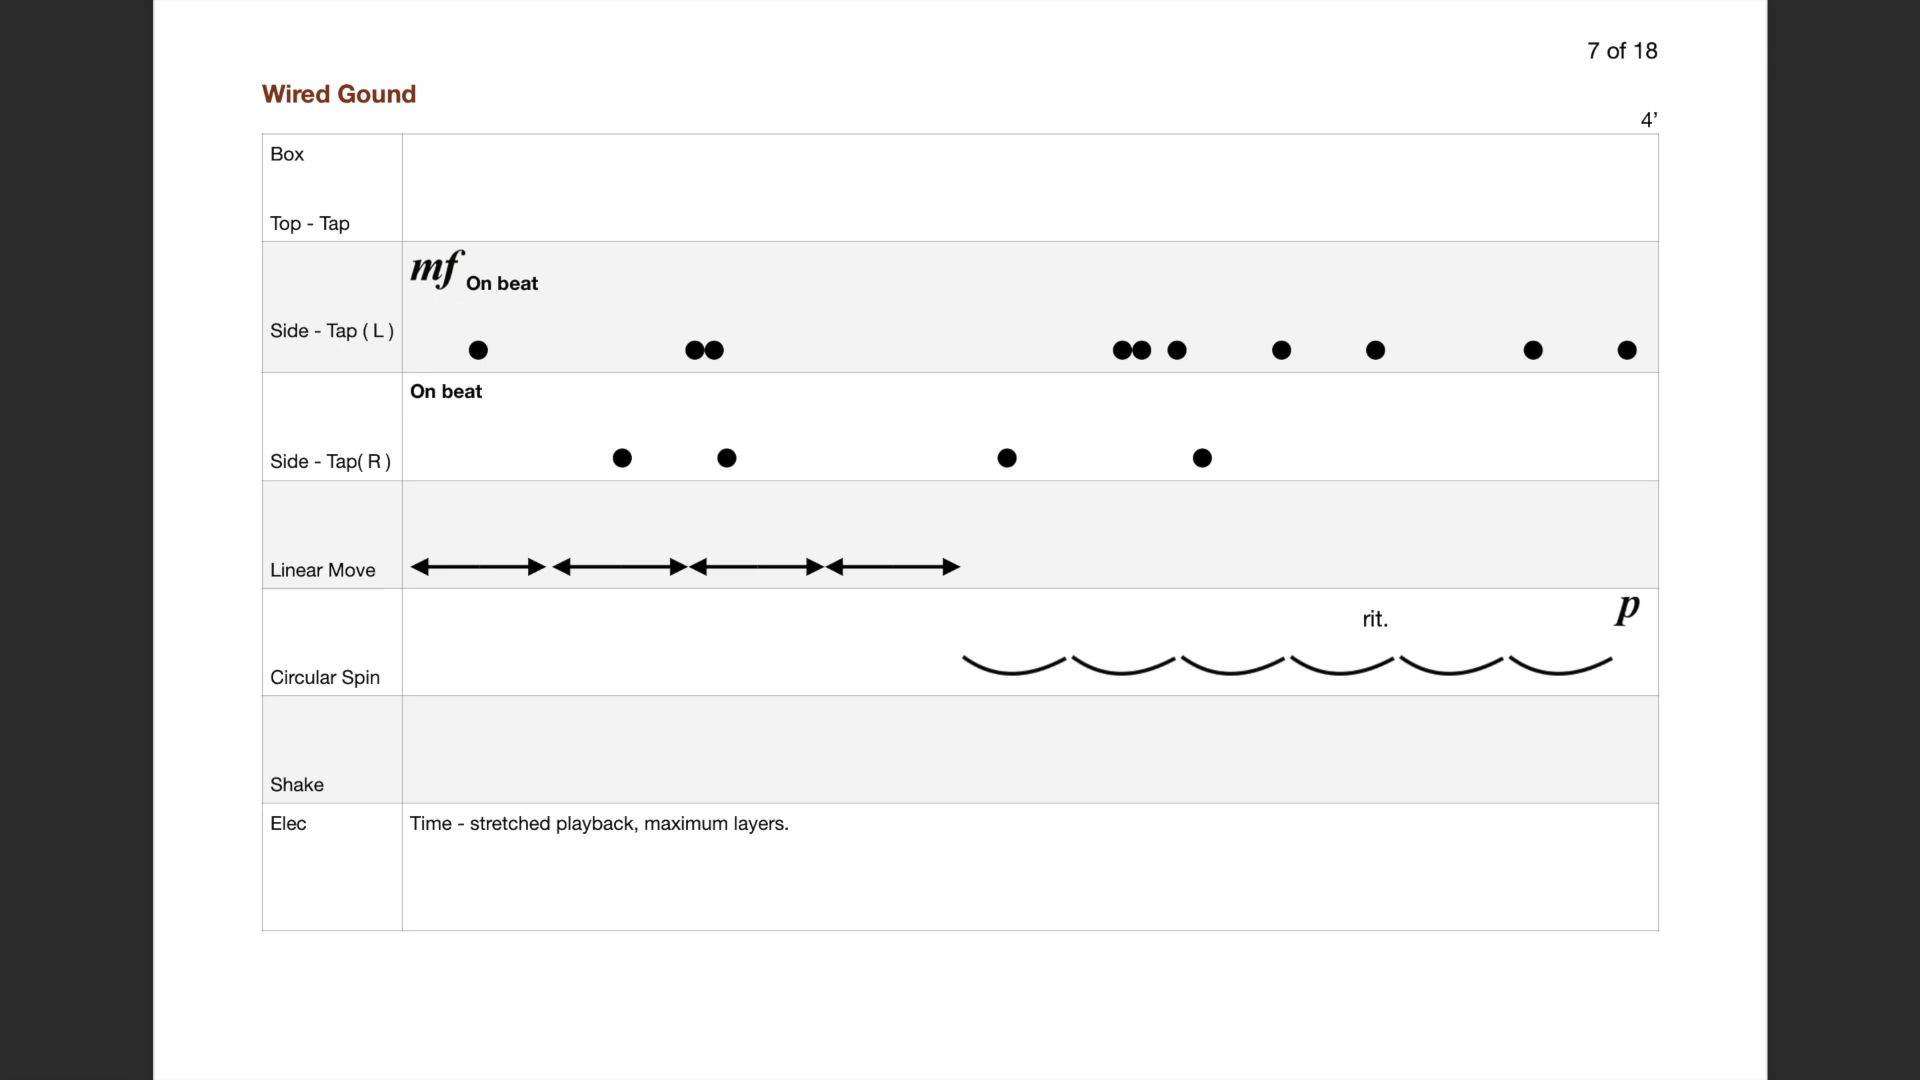 7 of 18
Wired Gound
4’
Box
Top - Tap
mf On beat
Side - Tap ( L )
On beat
Side - Tap( R )
Linear Move
rit.
p
Circular Spin
Shake
Elec
Time - stretched playback, maximum layers.